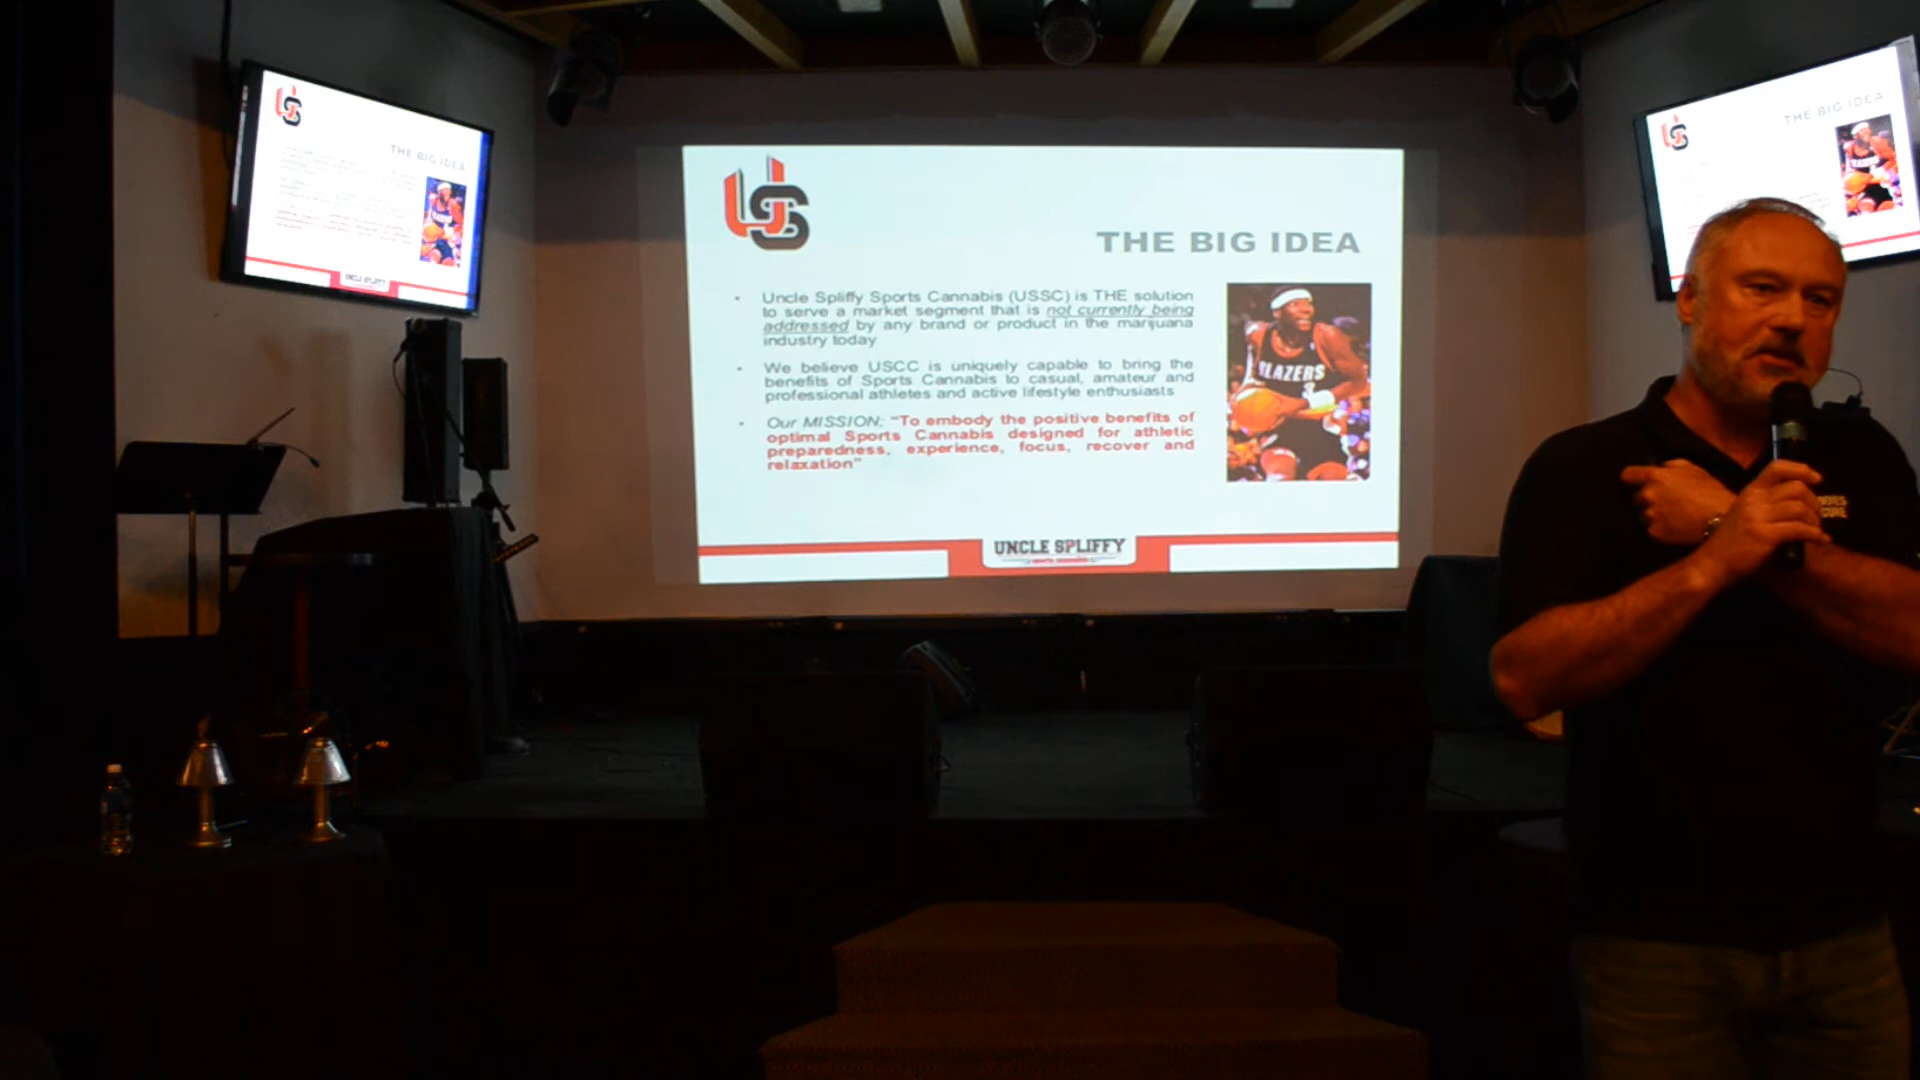 THE BIG IDEA
THE BIG IDEA
US
THE BIG IDEA
Uncle Spliffy Sports Cannabis (USSC) is THE solution
to serve a market segment that is not currently being
addressed by any brand or product in the marijuana
industry today
We believe USCC is uniquely capable to bring the
benefits of Sports Cannabis to casual, amateur and
professional athletes and active lifestyle enthusiasts
Our MISSION; "To embody the positive benefits of
optimal Sports Cannabis designed for athletic
preparedness, experience, focus, recover and
relaxation"
BLAZERS
3
UNCLE SPLIFFY
CURE